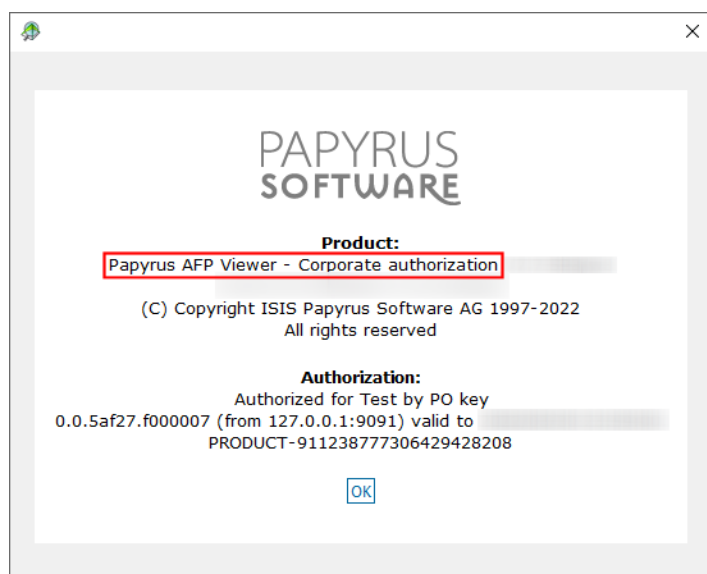 PAPYRUS
SOFTWARE
Product:
Papyrus AFP Viewer - Corporate authorization
(C) Copyright ISIS Papyrus Software AG 1997-2022
All rights reserved
Authorization:
Authorized for Test by PO key
0.0.5af27.f000007 (from 127.0.0.1:9091) valid to
PRODUCT-911238777306429428208
OK